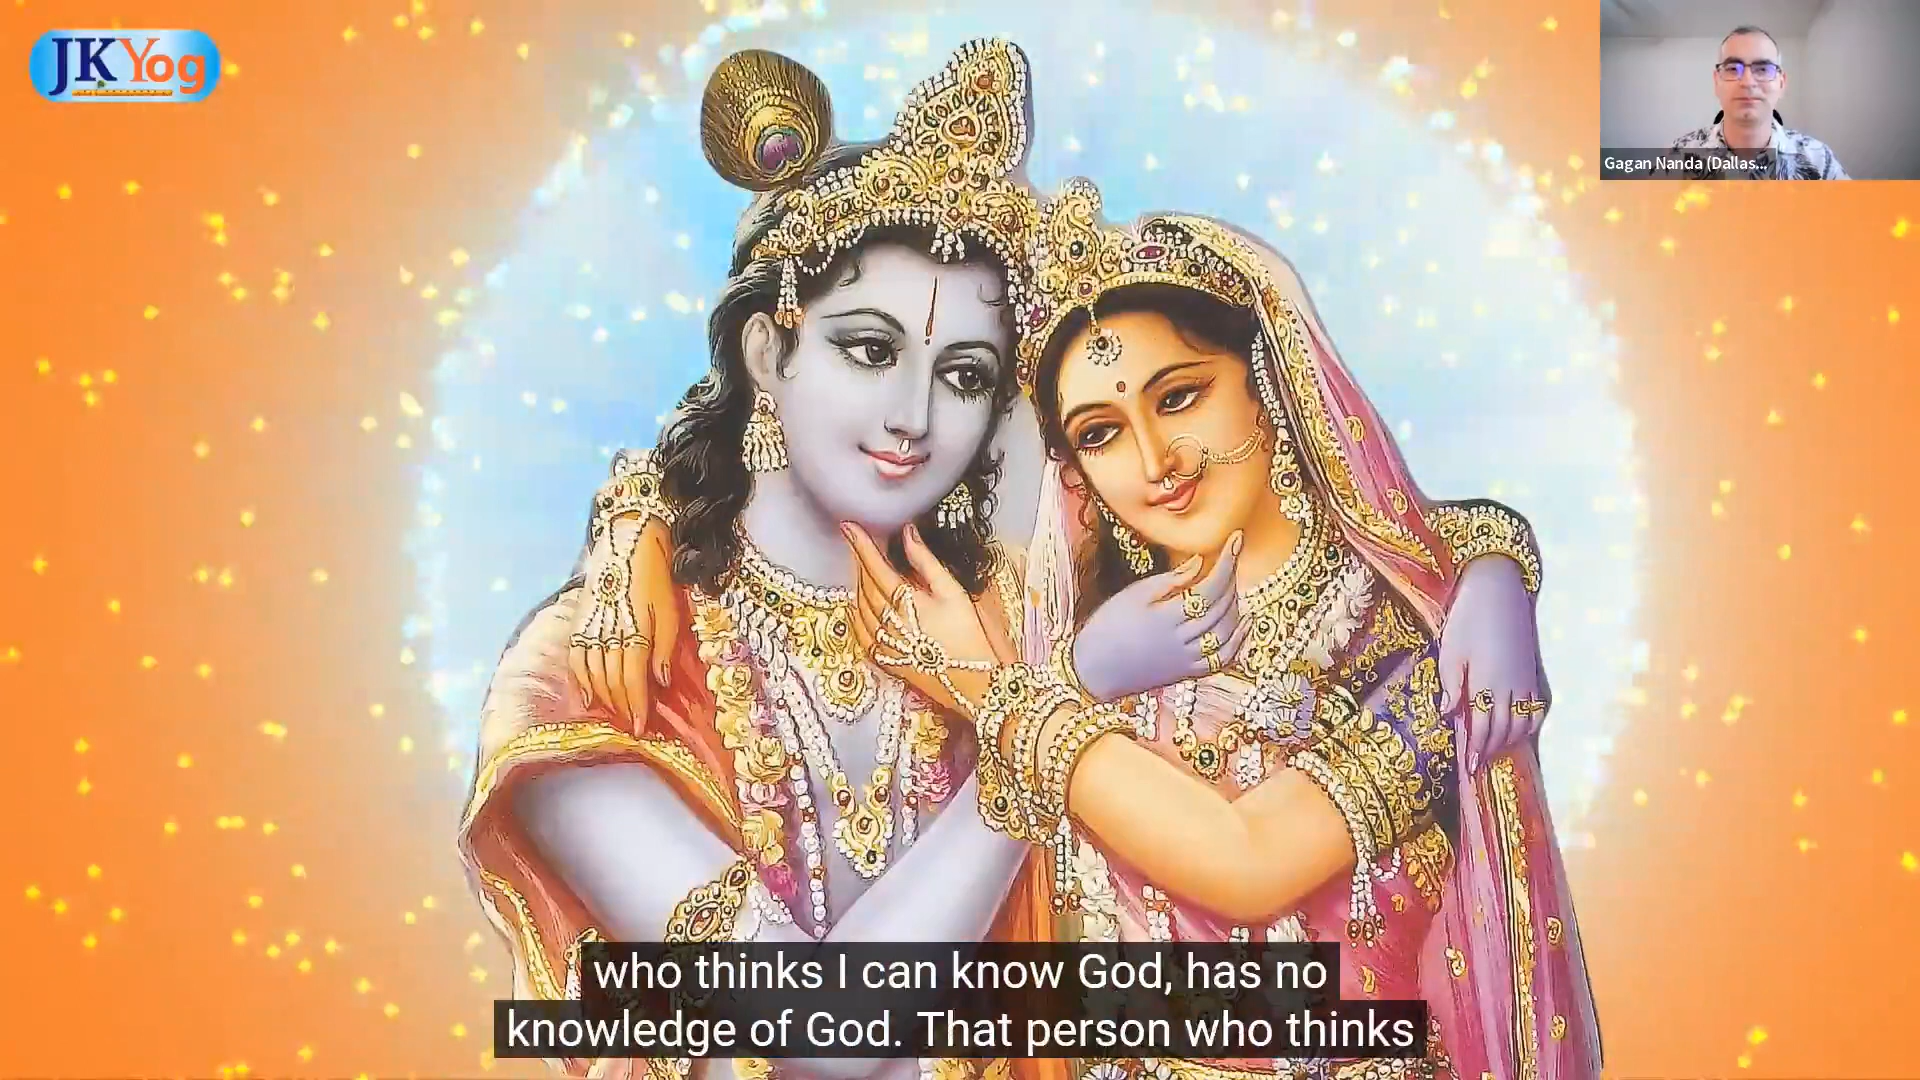 JKYog
Gagan Nanda (Dallas...
who thinks I can know God, has no
knowledge of God. That person who thinks